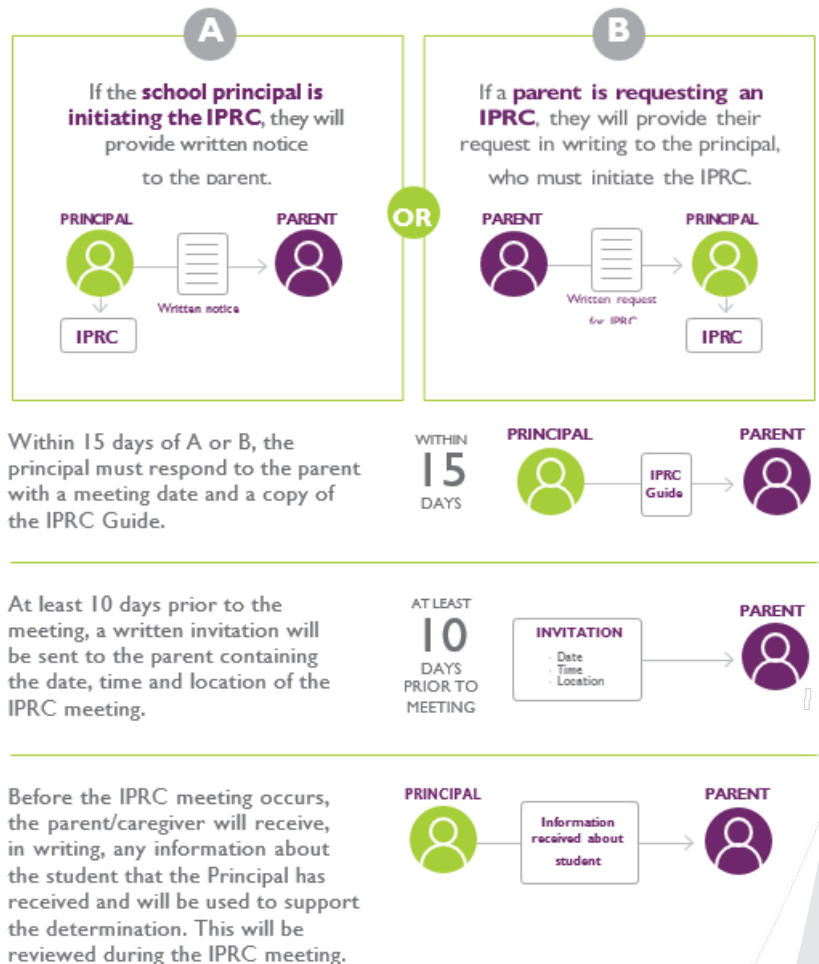 A
If the school principal is
initiating the IPRC, they will
provide written notice
to the parent.
PRINCIPAL
PARENT
Written notice
IPRC
OR
B
If a parent is requesting an
IPRC, they will provide their
request in writing to the principal,
who must initiate the IPRC.
PARENT
PRINCIPAL
Written request
for IPRC
IPRC
Within 15 days of A or B, the
principal must respond to the parent
with a meeting date and a copy of
the IPRC Guide.
WITHIN
15
DAYS
PRINCIPAL
IPRC
Guide
PARENT
At least 10 days prior to the
meeting, a written invitation will
be sent to the parent containing
the date, time and location of the
IPRC meeting.
AT LEAST
10
DAYS
PRIOR TO
MEETING
INVITATION
· Date
· Time
· Location
PARENT
Before the IPRC meeting occurs,
the parent/caregiver will receive,
in writing, any information about
the student that the Principal has
received and will be used to support
the determination. This will be
reviewed during the IPRC meeting.
PRINCIPAL
Information
received about
student
PARENT